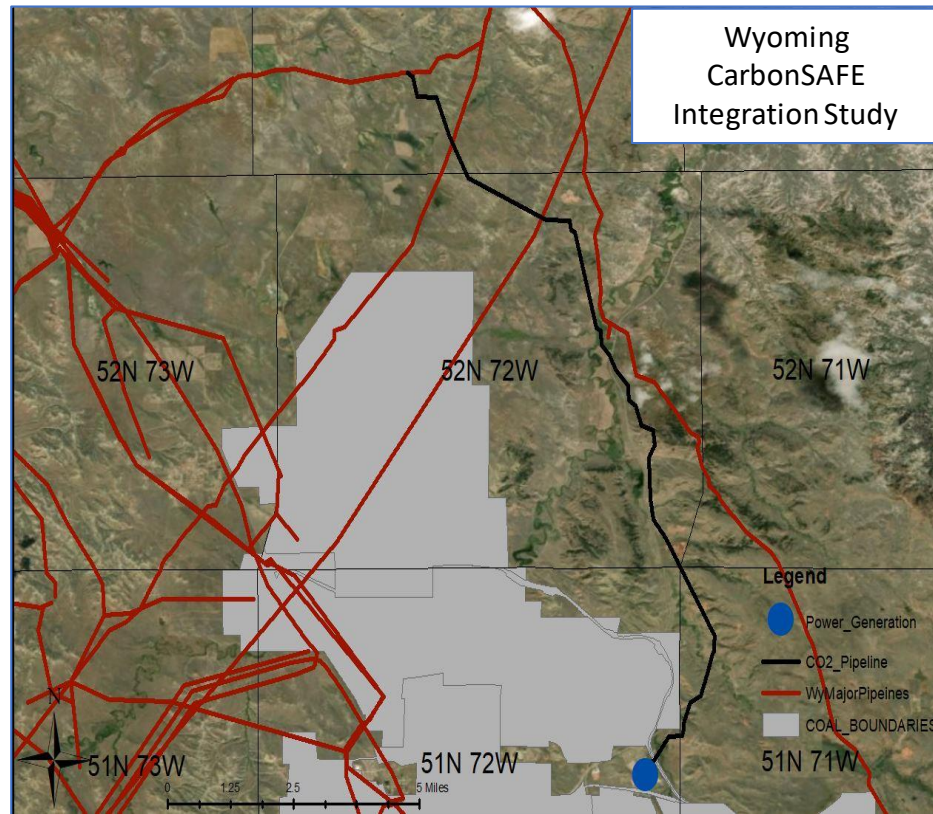 Wyoming
CarbonSAFE
Integration Study
52N 73W
52N 72W
52N 71W
Legend
Power_Generation
CO2_Pipeline
WyMajorPipeines
COAL_BOUNDARIES
N
51N 73W
51N 72W
51N 71W
0 1.25 2.5 5 Miles